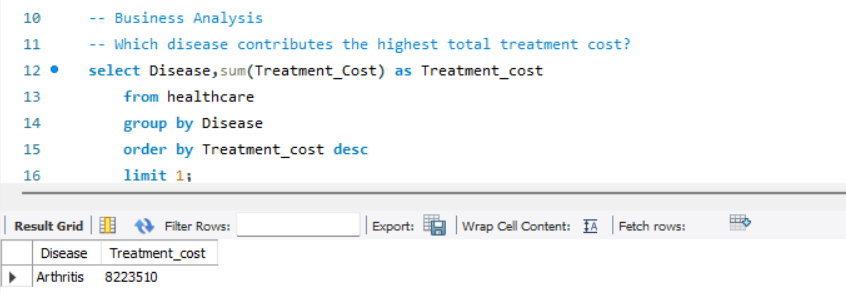 10 -- Business Analysis
11 -- Which disease contributes the highest total treatment cost?
12 select Disease,sum(Treatment_Cost) as Treatment_cost
13 from healthcare
14 group by Disease
15 order by Treatment_cost desc
16 limit 1;
Result Grid Filter Rows: Export: Wrap Cell Content: Fetch rows:
Disease Treatment_cost
Arthritis 8223510